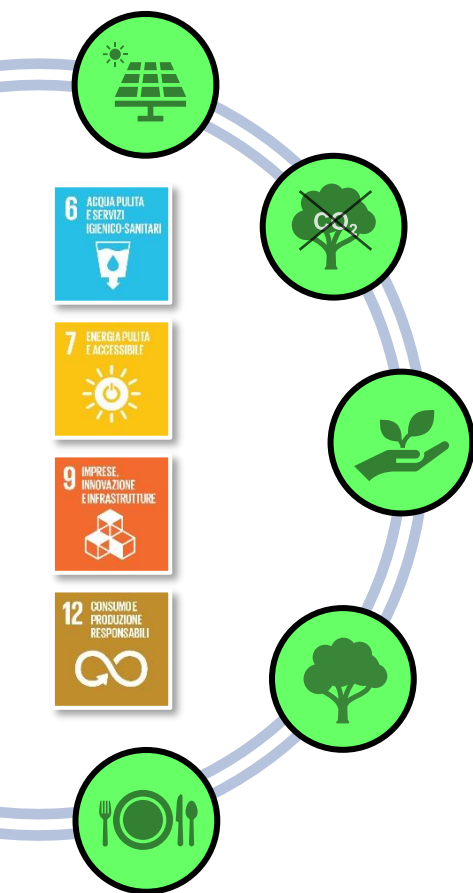 CO2
6 ACQUA PULITA
E SERVIZI
IGIENICO-SANITARI
7 ENERGIA PULITA
E ACCESSIBILE
9 IMPRESE,
INNOVAZIONE
E INFRASTRUTTURE
12 CONSUMO E
PRODUZIONE
RESPONSABILI